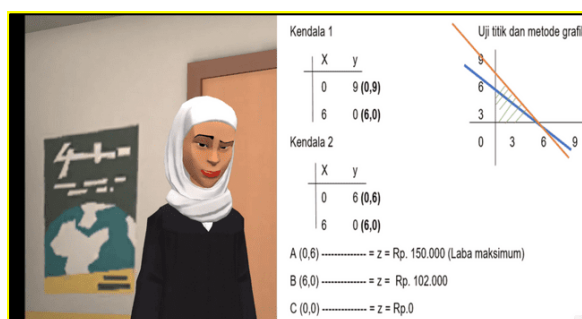 Kendala 1
X y
0 9 (0,9)
6 0 (6,0)
Kendala 2
X y
0 6 (0,6)
6 0 (6,0)
Uji titik dan metode grafi
9
6
3
0 3 6 9
A (0,6) -------------- = z = Rp. 150.000 (Laba maksimum)
B (6,0) -------------- = z = Rp. 102.000
C (0,0) -------------- = z = Rp.0